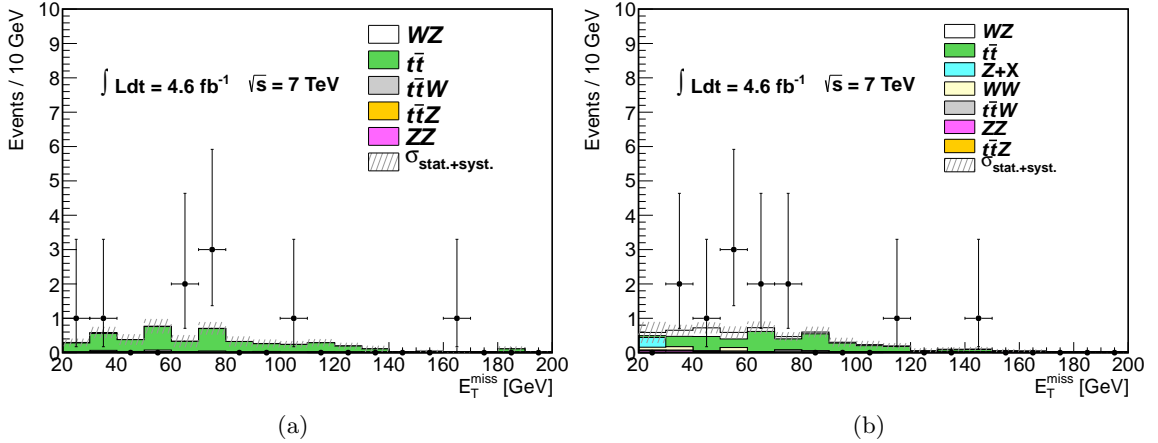 Events / 10 GeV
10
9
8
7
6
5
4
3
2
1
0
20 40 60 80 100 120 140 160 180 200
E_T^miss [GeV]
∫ Ldt = 4.6 fb⁻¹ √s = 7 TeV
WZ
tt̄
tt̄W
tt̄Z
ZZ
σ_stat.+syst.
(a)
Events / 10 GeV
10
9
8
7
6
5
4
3
2
1
0
20 40 60 80 100 120 140 160 180 200
E_T^miss [GeV]
∫ Ldt = 4.6 fb⁻¹ √s = 7 TeV
WZ
tt̄
Z+X
WW
tt̄W
ZZ
tt̄Z
σ_stat.+syst.
(b)